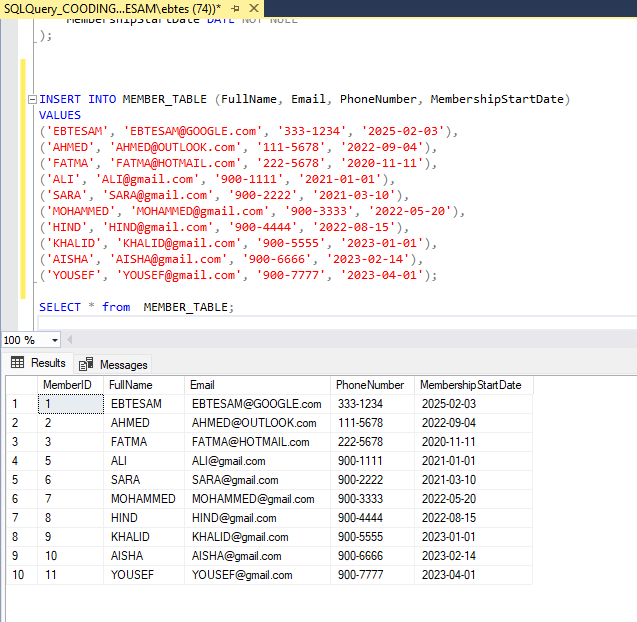 SQLQuery_COODING...ESAM\ebtes (74))*
MembershipStartDate DATE NOT NULL
);
INSERT INTO MEMBER_TABLE (FullName, Email, PhoneNumber, MembershipStartDate)
VALUES
('EBTESAM', 'EBTESAM@GOOGLE.com', '333-1234', '2025-02-03'),
('AHMED', 'AHMED@OUTLOOK.com', '111-5678', '2022-09-04'),
('FATMA', 'FATMA@HOTMAIL.com', '222-5678', '2020-11-11'),
('ALI', 'ALI@gmail.com', '900-1111', '2021-01-01'),
('SARA', 'SARA@gmail.com', '900-2222', '2021-03-10'),
('MOHAMMED', 'MOHAMMED@gmail.com', '900-3333', '2022-05-20'),
('HIND', 'HIND@gmail.com', '900-4444', '2022-08-15'),
('KHALID', 'KHALID@gmail.com', '900-5555', '2023-01-01'),
('AISHA', 'AISHA@gmail.com', '900-6666', '2023-02-14'),
('YOUSEF', 'YOUSEF@gmail.com', '900-7777', '2023-04-01');
SELECT * from  MEMBER_TABLE;
100 %
Results Messages
MemberID FullName Email PhoneNumber MembershipStartDate
1 1 EBTESAM EBTESAM@GOOGLE.com 333-1234 2025-02-03
2 2 AHMED AHMED@OUTLOOK.com 111-5678 2022-09-04
3 3 FATMA FATMA@HOTMAIL.com 222-5678 2020-11-11
4 5 ALI ALI@gmail.com 900-1111 2021-01-01
5 6 SARA SARA@gmail.com 900-2222 2021-03-10
6 7 MOHAMMED MOHAMMED@gmail.com 900-3333 2022-05-20
7 8 HIND HIND@gmail.com 900-4444 2022-08-15
8 9 KHALID KHALID@gmail.com 900-5555 2023-01-01
9 10 AISHA AISHA@gmail.com 900-6666 2023-02-14
10 11 YOUSEF YOUSEF@gmail.com 900-7777 2023-04-01